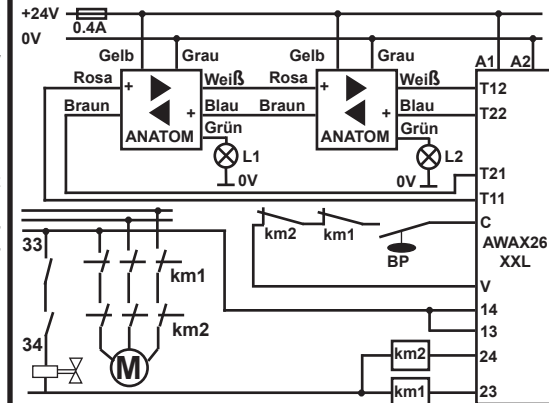 +24V
0.4A
0V
A1 A2
Gelb Grau Gelb Grau
Rosa Weiß Rosa Weiß T12
+ + + +
Braun Blau Braun Blau T22
ANATOM Grün ANATOM Grün
L1 L2
0V 0V
T21
T11
C
km2 km1
BP
AWAX26
XXL
V
33
km1
14
13
km2
34
M
km2 24
km1 23